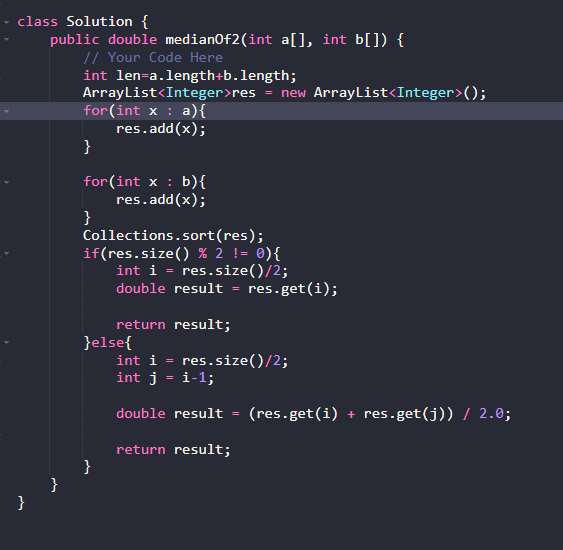 class Solution {
    public double medianOf2(int a[], int b[]) {
        // Your Code Here
        int len=a.length+b.length;
        ArrayList<Integer>res = new ArrayList<Integer>();
        for(int x : a){
            res.add(x);
        }

        for(int x : b){
            res.add(x);
        }
        Collections.sort(res);
        if(res.size() % 2 != 0){
            int i = res.size()/2;
            double result = res.get(i);

            return result;
        }else{
            int i = res.size()/2;
            int j = i-1;

            double result = (res.get(i) + res.get(j)) / 2.0;

            return result;
        }
    }
}